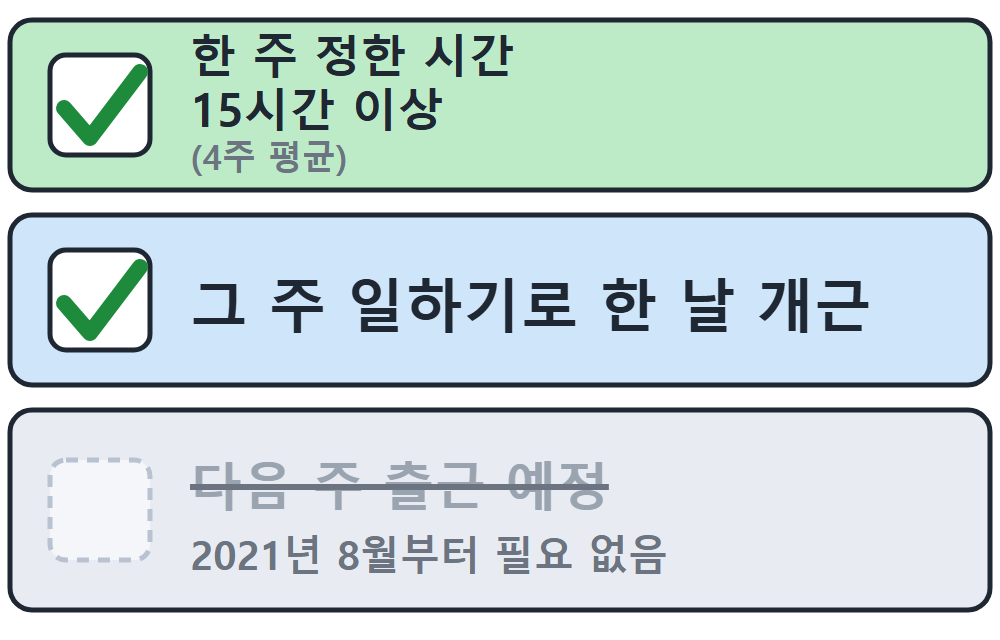 한 주 정한 시간
15시간 이상
(4주 평균)
그 주 일하기로 한 날 개근
다음 주 출근 예정
2021년 8월부터 필요 없음